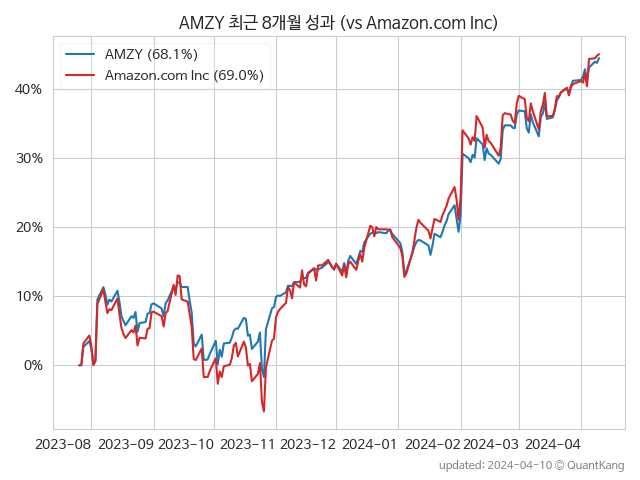 AMZY 최근 8개월 성과 (vs Amazon.com Inc)
AMZY (68.1%)
Amazon.com Inc (69.0%)
40%
30%
20%
10%
0%
2023-08 2023-09 2023-10 2023-11 2023-12 2024-01 2024-02 2024-03 2024-04
updated: 2024-04-10 © QuantKang